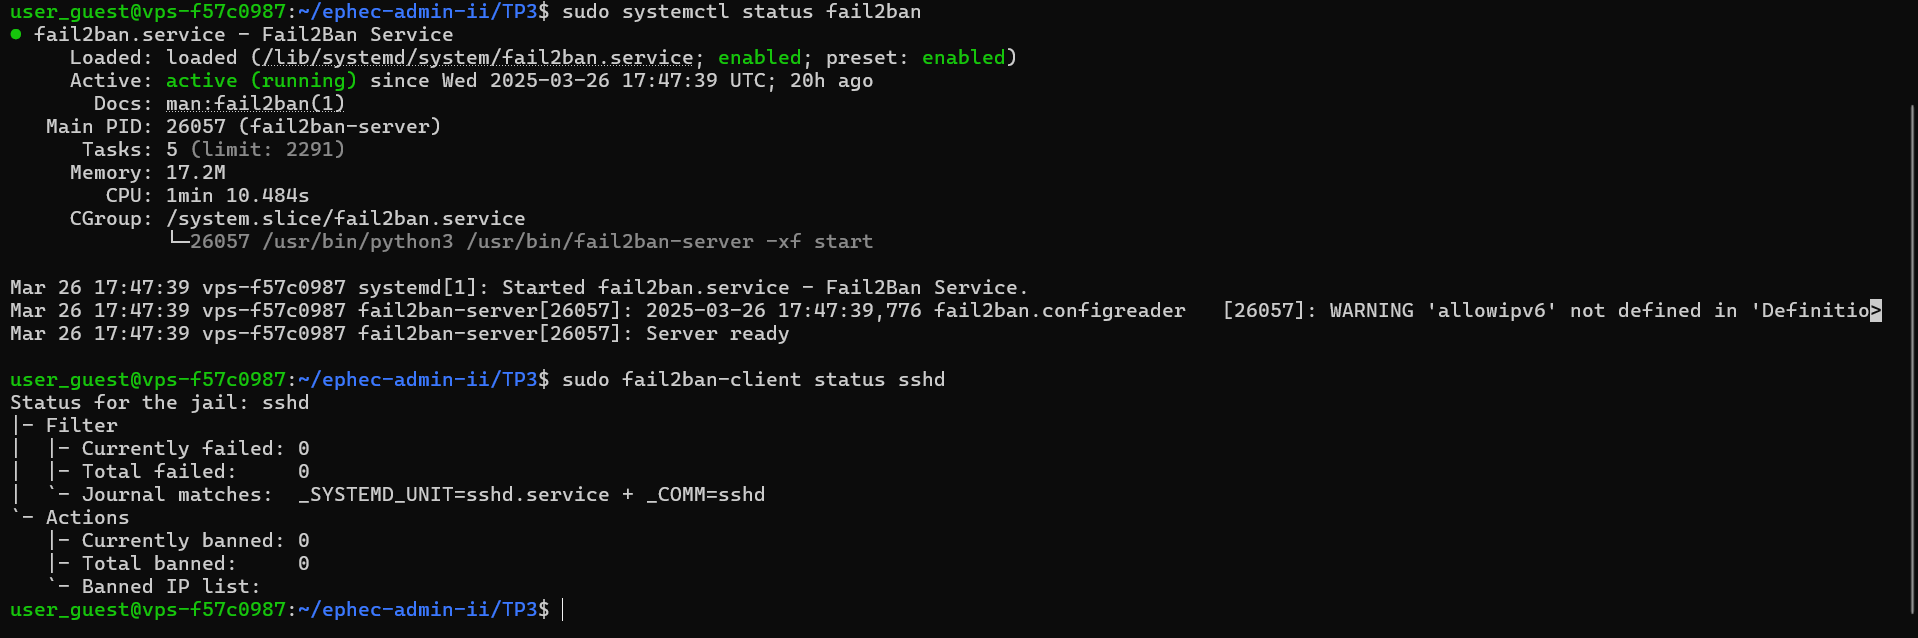 user_guest@vps-f57c0987:~/ephec-admin-ii/TP3$ sudo systemctl status fail2ban
● fail2ban.service - Fail2Ban Service
     Loaded: loaded (/lib/systemd/system/fail2ban.service; enabled; preset: enabled)
     Active: active (running) since Wed 2025-03-26 17:47:39 UTC; 20h ago
       Docs: man:fail2ban(1)
   Main PID: 26057 (fail2ban-server)
      Tasks: 5 (limit: 2291)
     Memory: 17.2M
        CPU: 1min 10.484s
     CGroup: /system.slice/fail2ban.service
             └─26057 /usr/bin/python3 /usr/bin/fail2ban-server -xf start

Mar 26 17:47:39 vps-f57c0987 systemd[1]: Started fail2ban.service - Fail2Ban Service.
Mar 26 17:47:39 vps-f57c0987 fail2ban-server[26057]: 2025-03-26 17:47:39,776 fail2ban.configreader   [26057]: WARNING 'allowipv6' not defined in 'Definitio>
Mar 26 17:47:39 vps-f57c0987 fail2ban-server[26057]: Server ready

user_guest@vps-f57c0987:~/ephec-admin-ii/TP3$ sudo fail2ban-client status sshd
Status for the jail: sshd
|- Filter
|  |- Currently failed: 0
|  |- Total failed:     0
|  `- Journal matches:  _SYSTEMD_UNIT=sshd.service + _COMM=sshd
`- Actions
   |- Currently banned: 0
   |- Total banned:     0
   `- Banned IP list:
user_guest@vps-f57c0987:~/ephec-admin-ii/TP3$